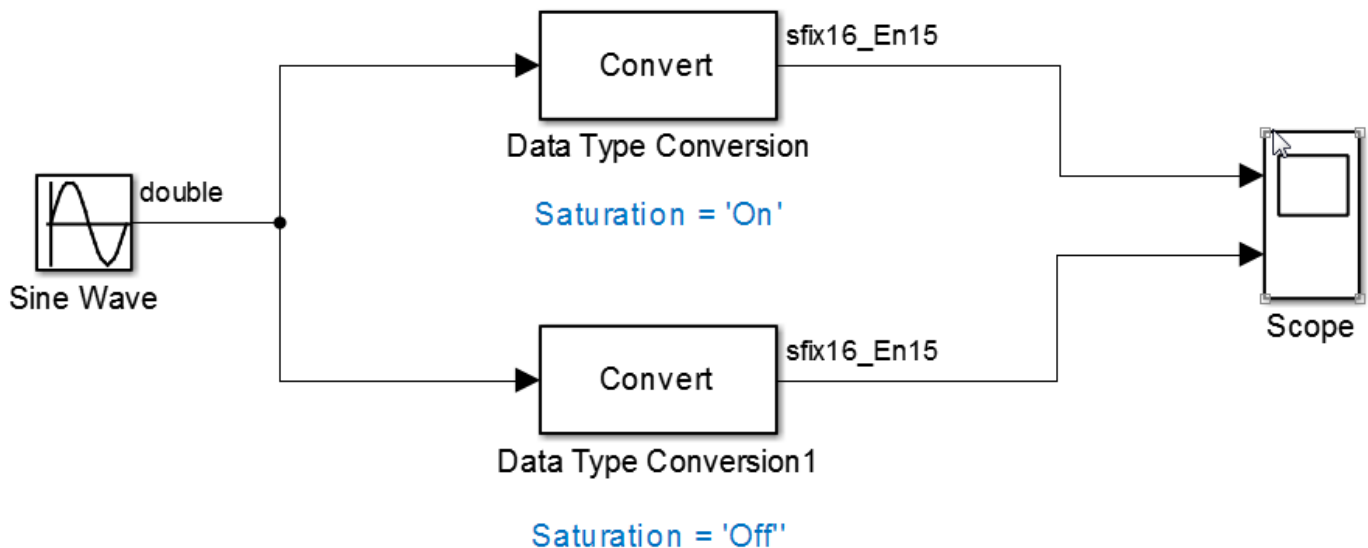 sfix16_En15
Convert
Data Type Conversion
double
Saturation = 'On'
Sine Wave
Scope
sfix16_En15
Convert
Data Type Conversion1
Saturation = 'Off''